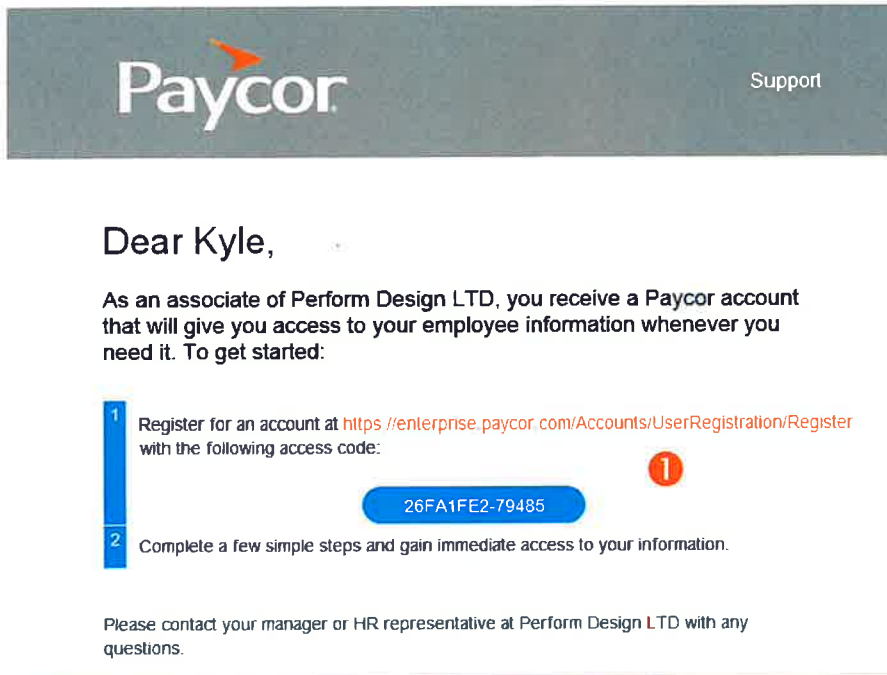 Paycor
Support
Dear Kyle,
As an associate of Perform Design LTD, you receive a Paycor account
that will give you access to your employee information whenever you
need it. To get started:
1
Register for an account at https://enterprise.paycor.com/Accounts/UserRegistration/Register
with the following access code:
1
26FA1FE2-79485
2
Complete a few simple steps and gain immediate access to your information.
Please contact your manager or HR representative at Perform Design LTD with any
questions.